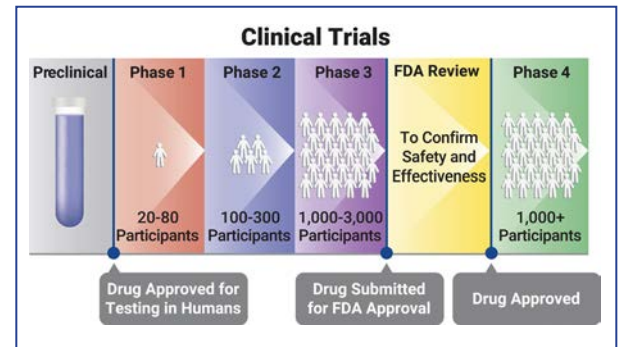 Clinical Trials
Preclinical
Phase 1
Phase 2
Phase 3
FDA Review
Phase 4
To Confirm
Safety and
Effectiveness
20-80
Participants
100-300
Participants
1,000-3,000
Participants
1,000+
Participants
Drug Approved for
Testing in Humans
Drug Submitted
for FDA Approval
Drug Approved